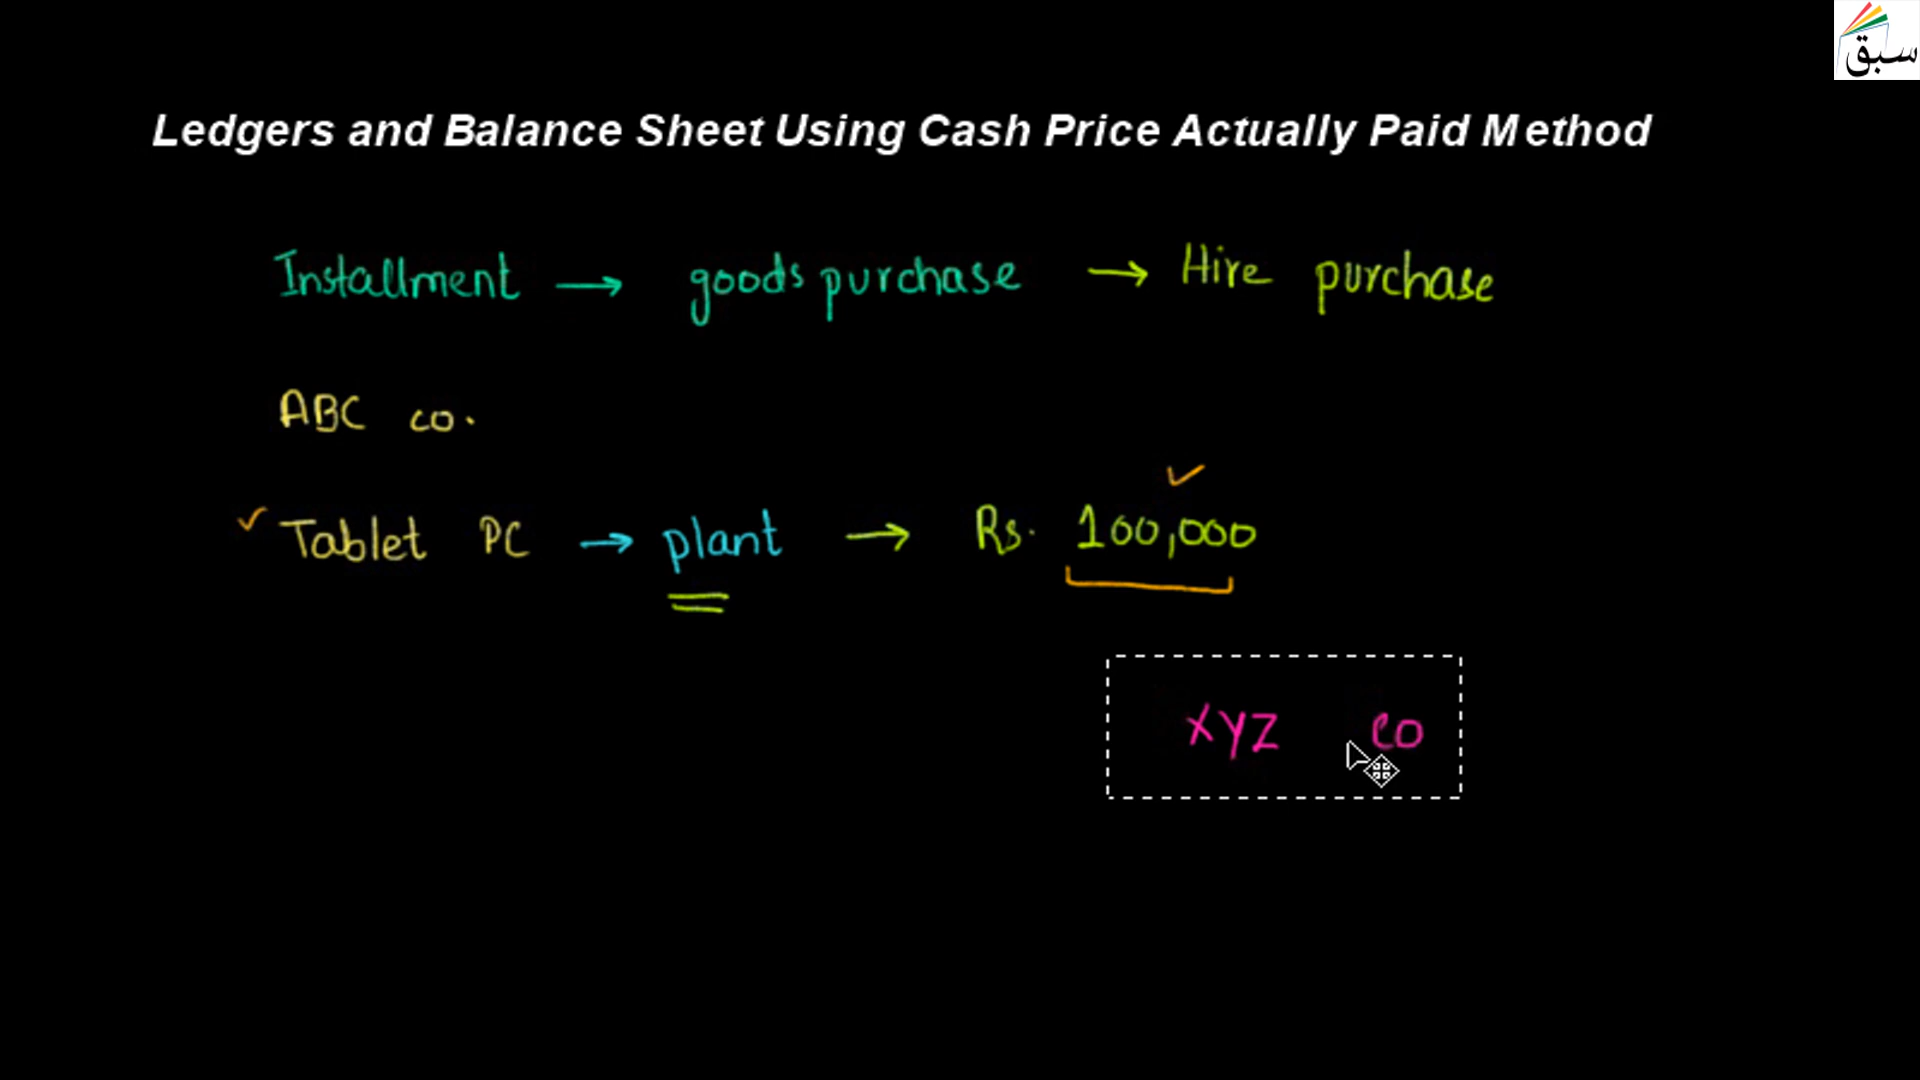 سبق
Ledgers and Balance Sheet Using Cash Price Actually Paid Method
Installment → goods purchase → Hire purchase
ABC co.
✓ Tablet PC → plant → Rs. 100,000 ✓
XYZ co